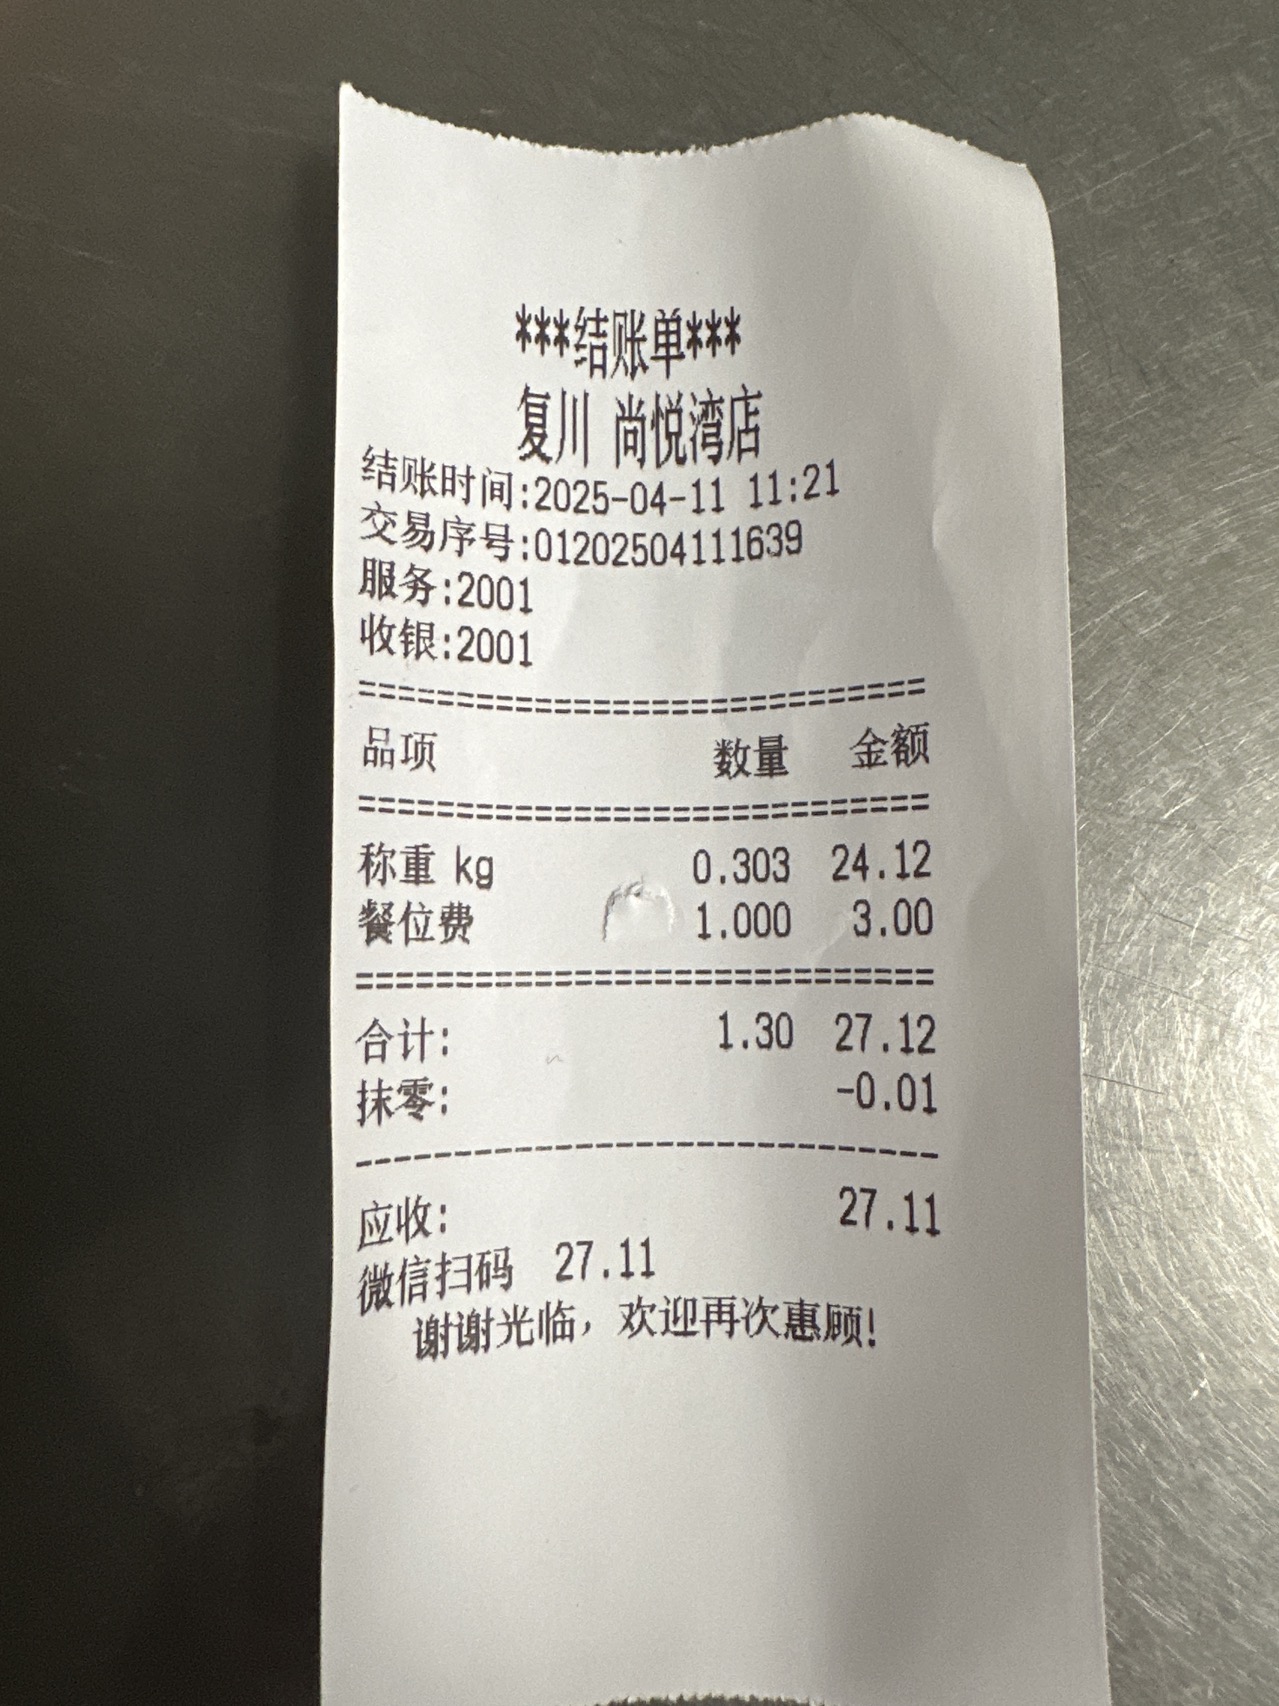 ***结账单***
复川 尚悦湾店
结账时间:2025-04-11 11:21
交易序号:01202504111639
服务:2001
收银:2001
==============================
品项 数量 金额
==============================
称重 kg 0.303 24.12
餐位费 1.000 3.00
==============================
合计: 1.30 27.12
抹零: -0.01
------------------------------
应收: 27.11
微信扫码 27.11
谢谢光临，欢迎再次惠顾!